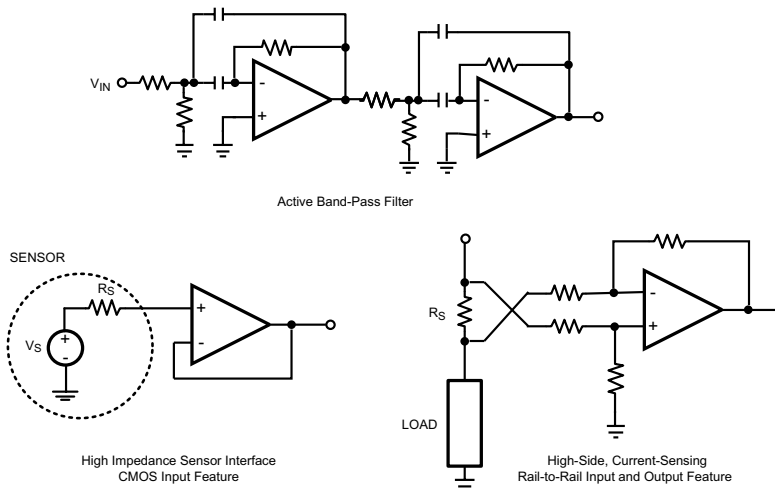 V_IN
-
+
-
+
Active Band-Pass Filter
SENSOR
R_S
V_S
+
-
+
-
High Impedance Sensor Interface
CMOS Input Feature
R_S
-
+
LOAD
High-Side, Current-Sensing
Rail-to-Rail Input and Output Feature